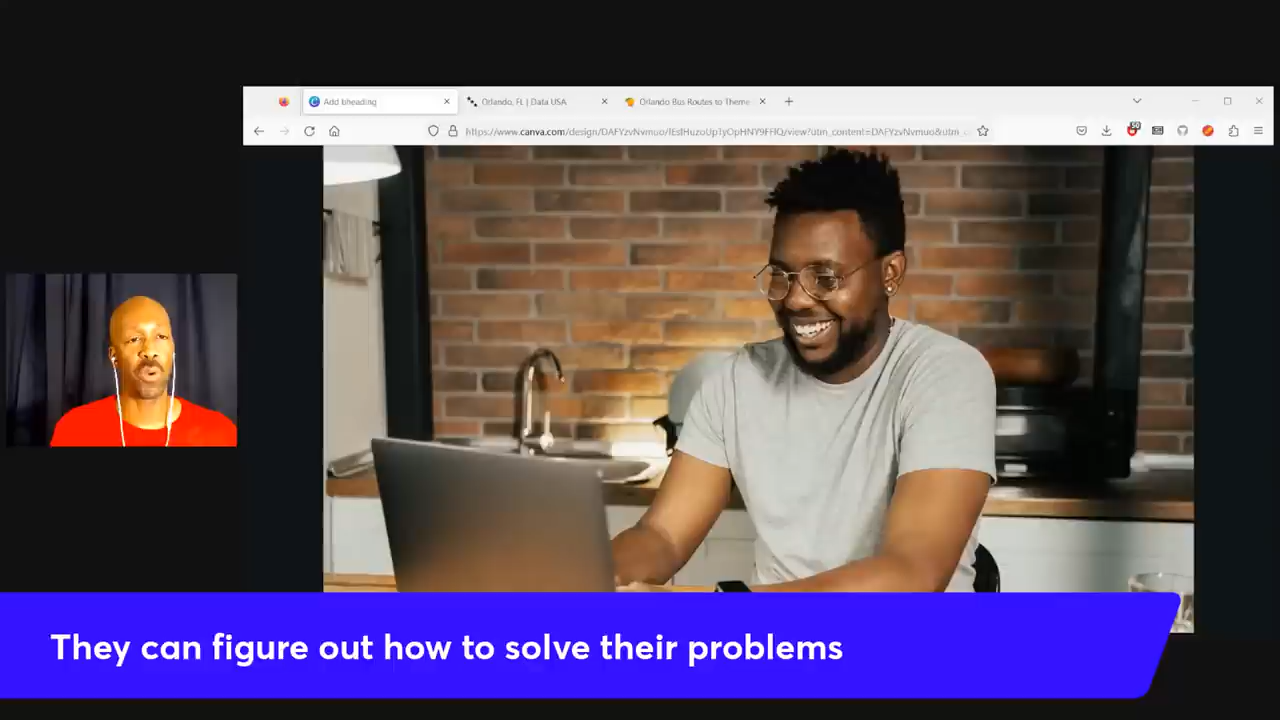 Add bheading
Orlando, FL | Data USA
Orlando Bus Routes to Theme
They can figure out how to solve their problems